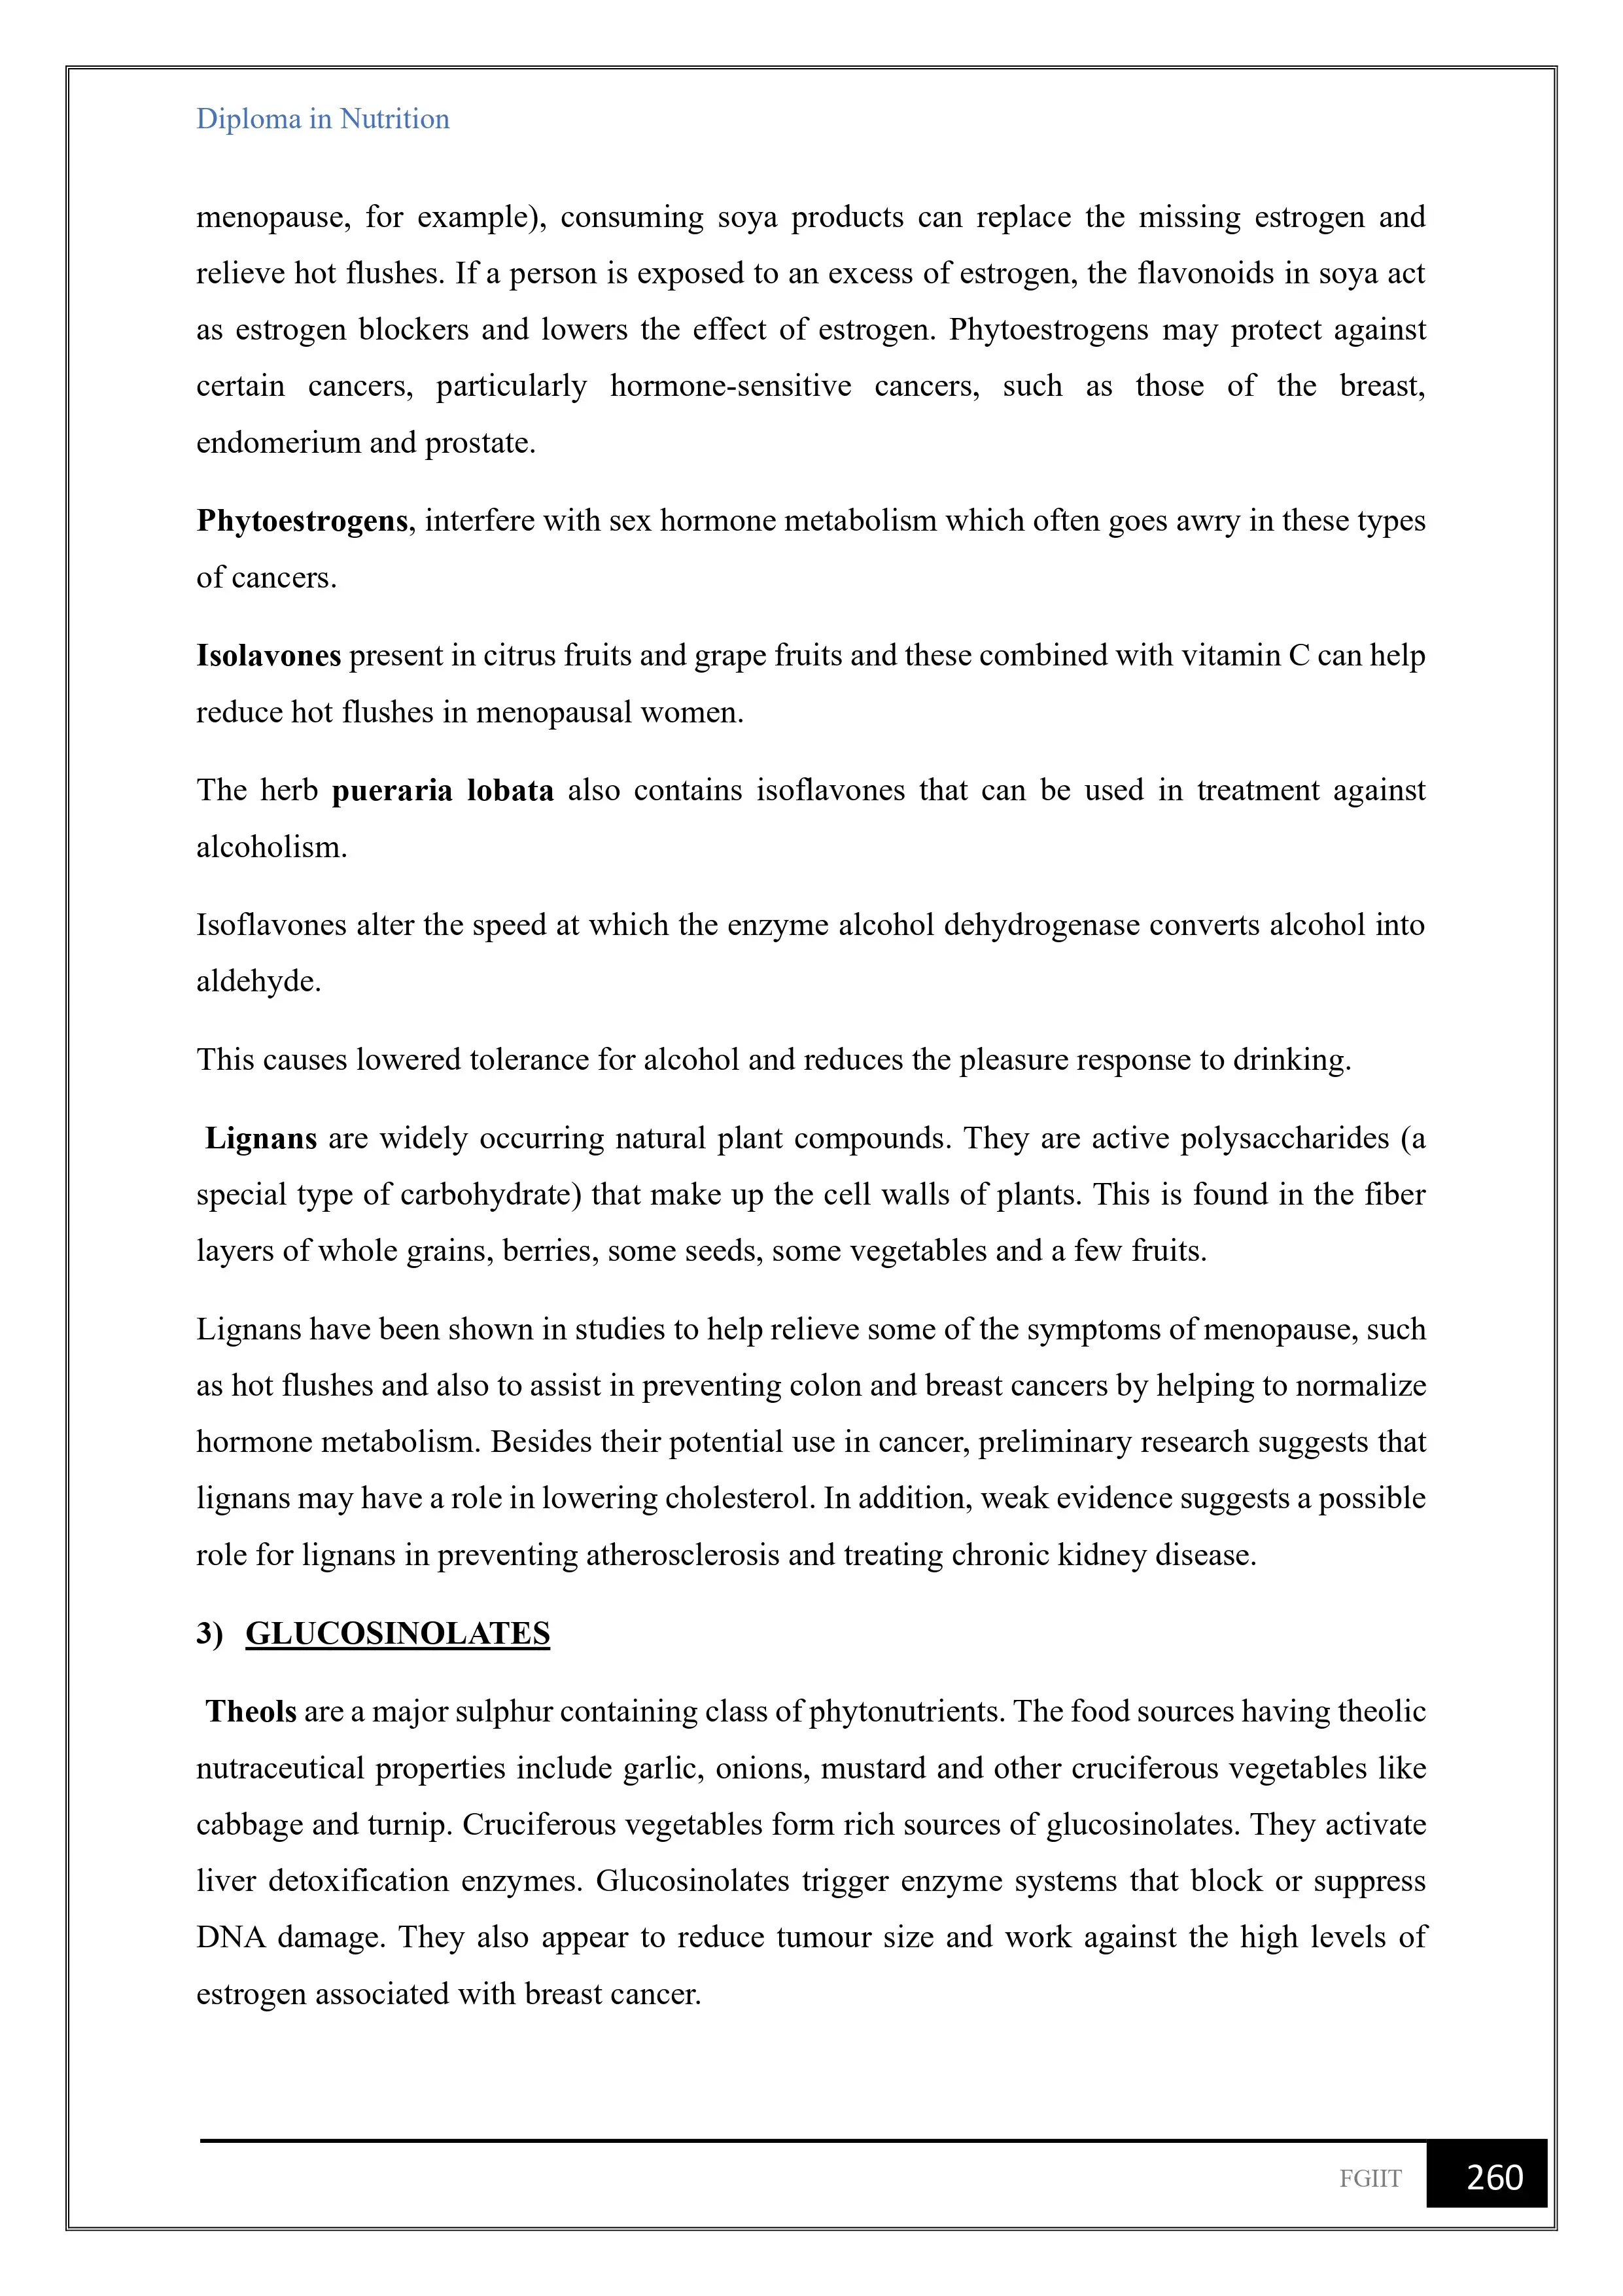 Diploma in Nutrition
menopause, for example), consuming soya products can replace the missing estrogen and
relieve hot flushes. If a person is exposed to an excess of estrogen, the flavonoids in soya act
as estrogen blockers and lowers the effect of estrogen. Phytoestrogens may protect against
certain cancers, particularly hormone-sensitive cancers, such as those of the breast,
endomerium and prostate.
Phytoestrogens, interfere with sex hormone metabolism which often goes awry in these types
of cancers.
Isolavones present in citrus fruits and grape fruits and these combined with vitamin C can help
reduce hot flushes in menopausal women.
The herb pueraria lobata also contains isoflavones that can be used in treatment against
alcoholism.
Isoflavones alter the speed at which the enzyme alcohol dehydrogenase converts alcohol into
aldehyde.
This causes lowered tolerance for alcohol and reduces the pleasure response to drinking.
Lignans are widely occurring natural plant compounds. They are active polysaccharides (a
special type of carbohydrate) that make up the cell walls of plants. This is found in the fiber
layers of whole grains, berries, some seeds, some vegetables and a few fruits.
Lignans have been shown in studies to help relieve some of the symptoms of menopause, such
as hot flushes and also to assist in preventing colon and breast cancers by helping to normalize
hormone metabolism. Besides their potential use in cancer, preliminary research suggests that
lignans may have a role in lowering cholesterol. In addition, weak evidence suggests a possible
role for lignans in preventing atherosclerosis and treating chronic kidney disease.
3) GLUCOSINOLATES
Theols are a major sulphur containing class of phytonutrients. The food sources having theolic
nutraceutical properties include garlic, onions, mustard and other cruciferous vegetables like
cabbage and turnip. Cruciferous vegetables form rich sources of glucosinolates. They activate
liver detoxification enzymes. Glucosinolates trigger enzyme systems that block or suppress
DNA damage. They also appear to reduce tumour size and work against the high levels of
estrogen associated with breast cancer.
FGIIT 260